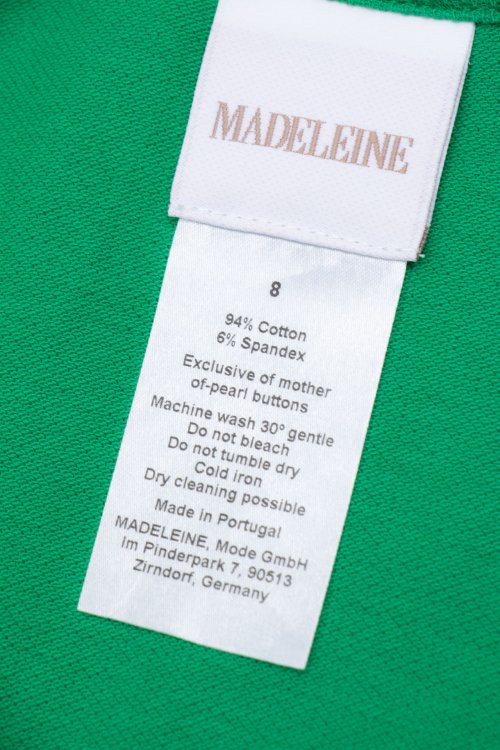 MADELEINE
8
94% Cotton
6% Spandex
Exclusive of mother
of-pearl buttons
Machine wash 30º gentle
Do not bleach
Do not tumble dry
Cold iron
Dry cleaning possible
Made in Portugal
MADELEINE, Mode GmbH
Im Pinderpark 7, 90513
Zirndorf, Germany